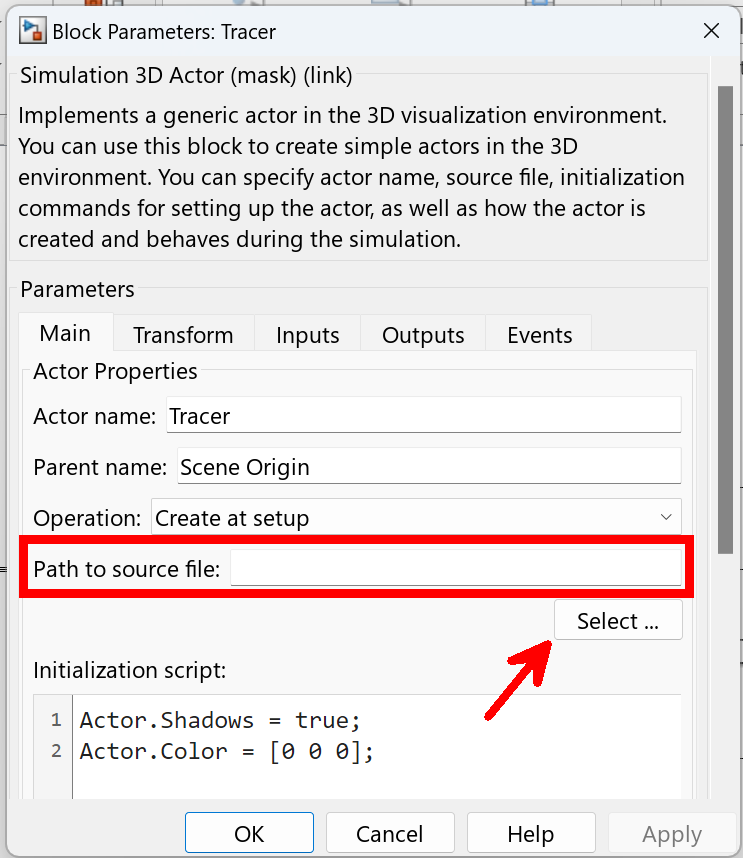 Block Parameters: Tracer
Simulation 3D Actor (mask) (link)
Implements a generic actor in the 3D visualization environment.
You can use this block to create simple actors in the 3D
environment. You can specify actor name, source file, initialization
commands for setting up the actor, as well as how the actor is
created and behaves during the simulation.
Parameters
Main Transform Inputs Outputs Events
Actor Properties
Actor name: Tracer
Parent name: Scene Origin
Operation: Create at setup
Path to source file:
Select ...
Initialization script:
1 Actor.Shadows = true;
2 Actor.Color = [0 0 0];
OK Cancel Help Apply